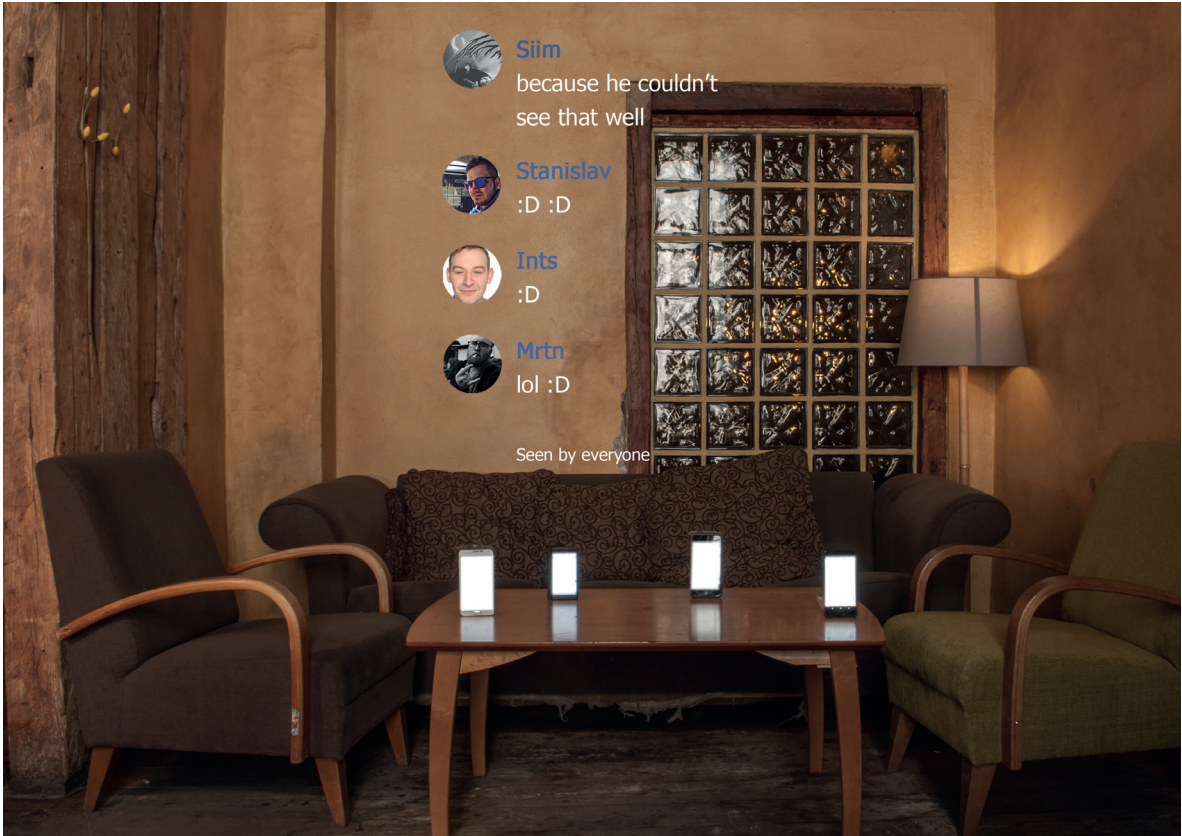 Siim
because he couldn’t
see that well
Stanislav
:D :D
Ints
:D
Mrtn
lol :D
Seen by everyone